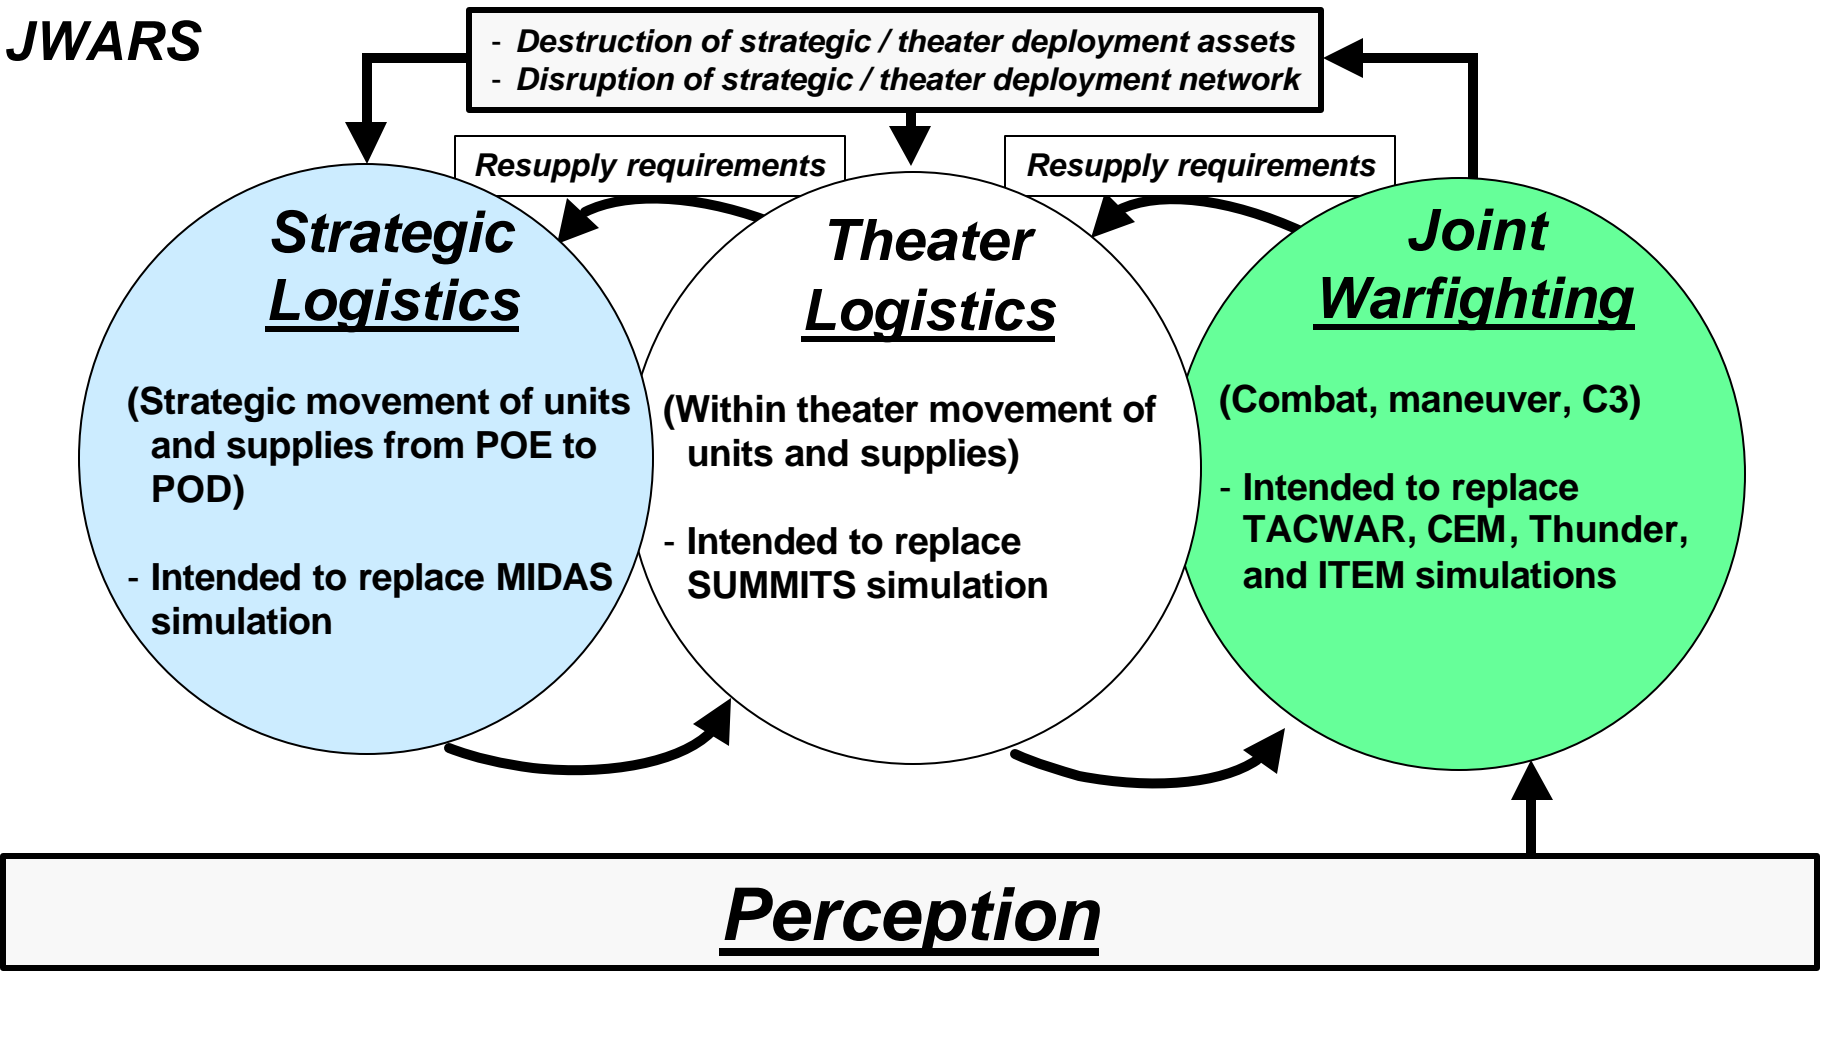 JWARS
- Destruction of strategic / theater deployment assets
- Disruption of strategic / theater deployment network
Resupply requirements
Resupply requirements
Strategic
Logistics
(Strategic movement of units
and supplies from POE to
POD)
- Intended to replace MIDAS
simulation
Theater
Logistics
(Within theater movement of
units and supplies)
- Intended to replace
SUMMITS simulation
Joint
Warfighting
(Combat, maneuver, C3)
- Intended to replace
TACWAR, CEM, Thunder,
and ITEM simulations
Perception